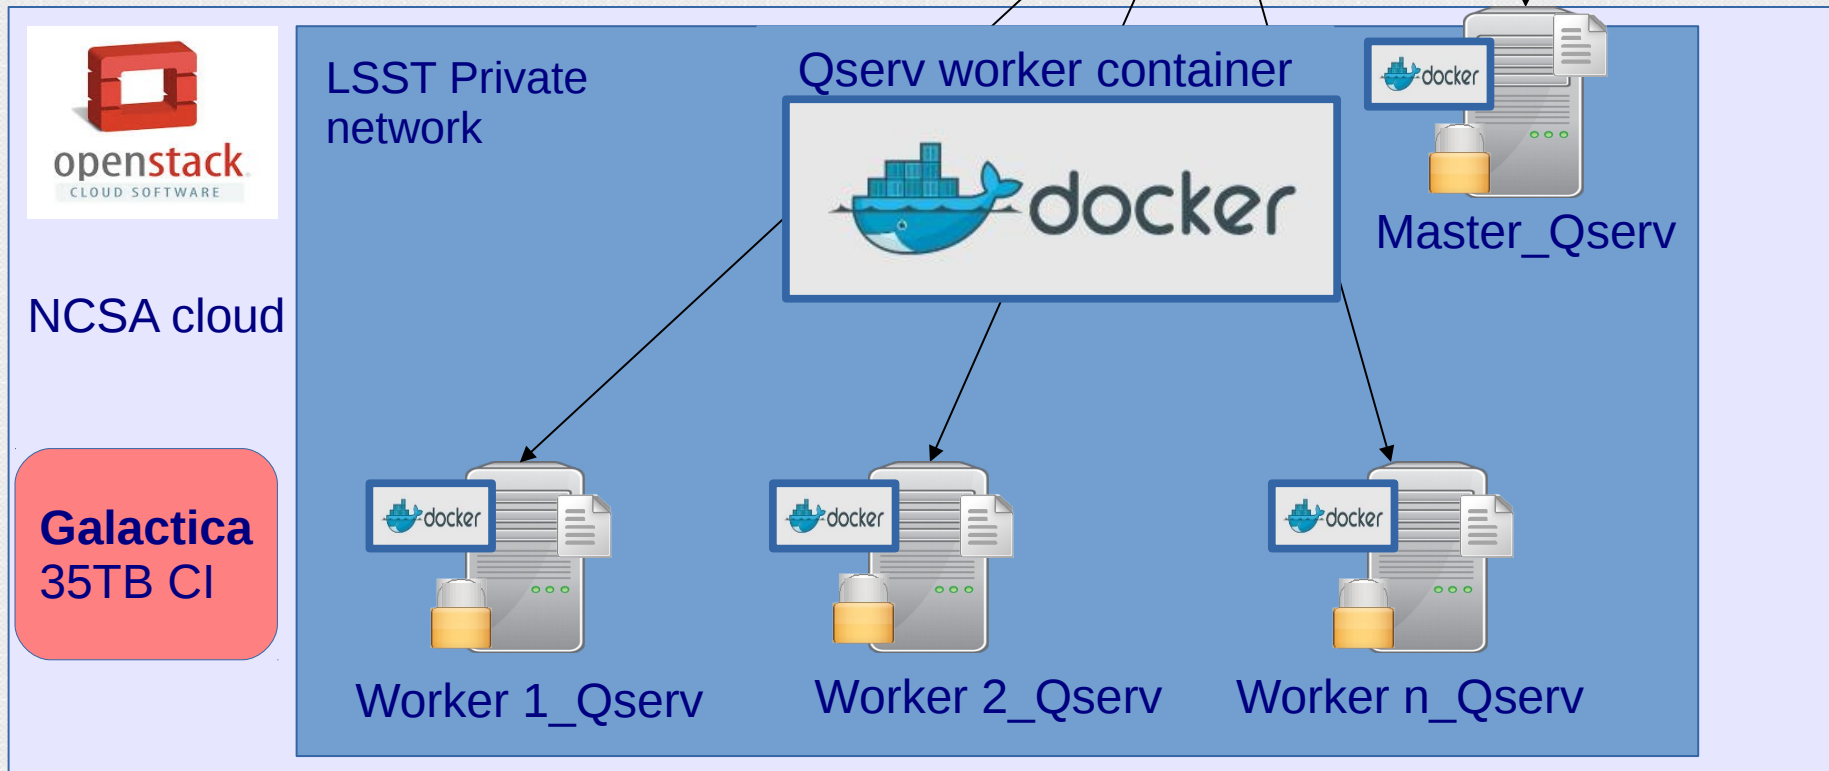 openstack
CLOUD SOFTWARE
LSST Private
network
Qserv worker container
docker
docker
Master_Qserv
NCSA cloud
Galactica
35TB CI
docker
docker
docker
Worker 1_Qserv
Worker 2_Qserv
Worker n_Qserv